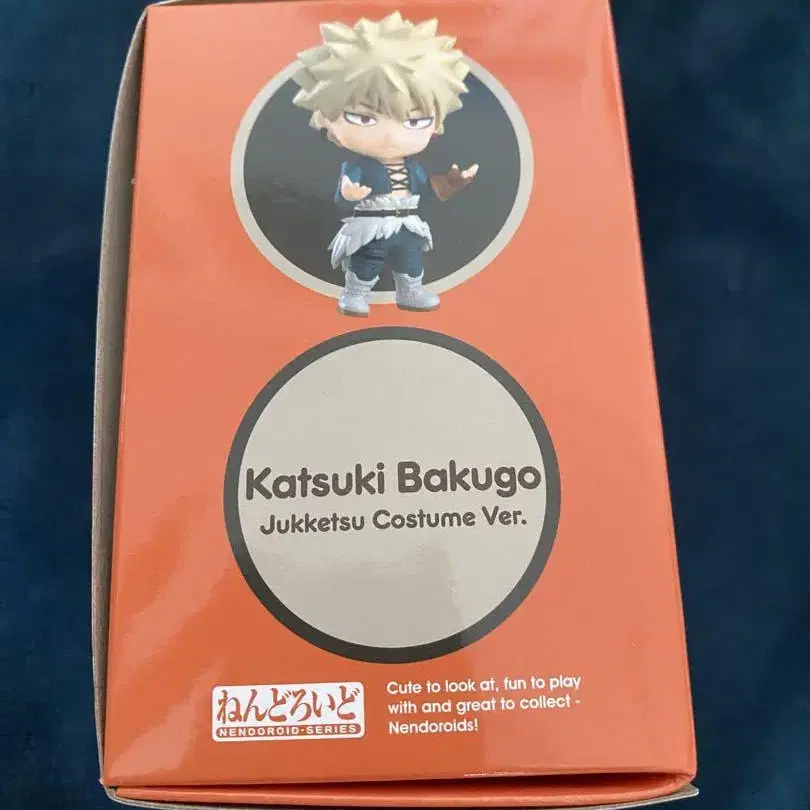 Katsuki Bakugo
Jukketsu Costume Ver.
ねんどろいど
NENDOROID-SERIES
Cute to look at, fun to play
with and great to collect -
Nendoroids!